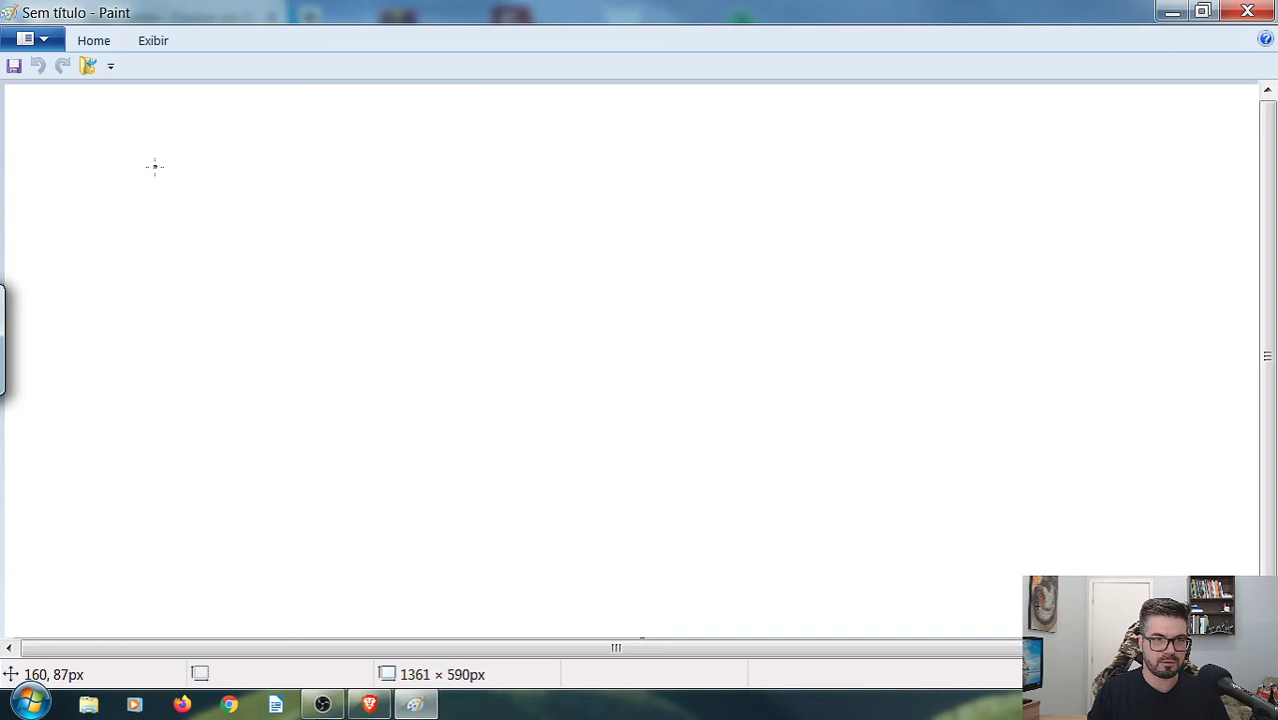 Sem título - Paint
Home
Exibir
160, 87px
1361 × 590px